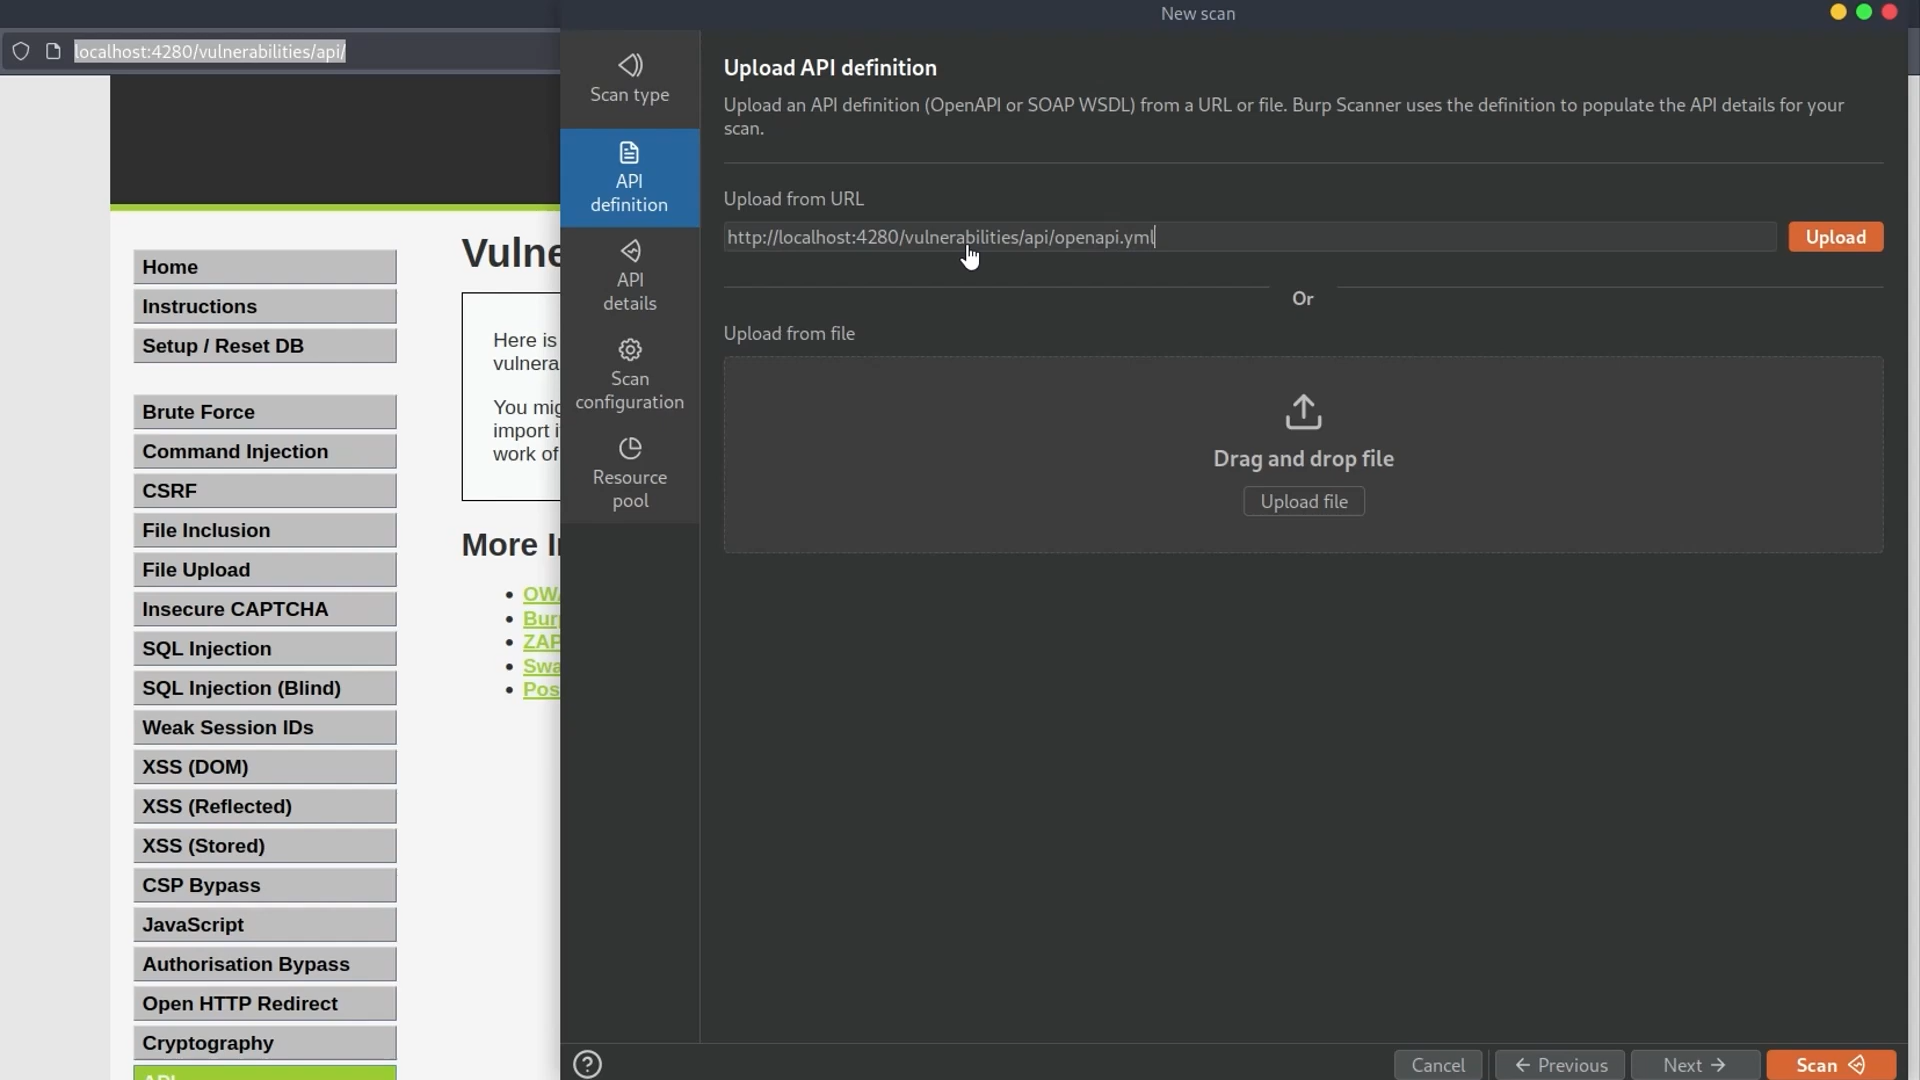 New scan
localhost:4280/vulnerabilities/api/
Home
Instructions
Setup / Reset DB
Brute Force
Command Injection
CSRF
File Inclusion
File Upload
Insecure CAPTCHA
SQL Injection
SQL Injection (Blind)
Weak Session IDs
XSS (DOM)
XSS (Reflected)
XSS (Stored)
CSP Bypass
JavaScript
Authorisation Bypass
Open HTTP Redirect
Cryptography
API
Here is
You
import
work of
More
Scan type
API
definition
API
details
Scan
configuration
Resource
pool
Upload API definition
Upload an API definition (OpenAPI or SOAP WSDL) from a URL or file. Burp Scanner uses the definition to populate the API details for your
scan.
Upload from URL
http://localhost:4280/vulnerabilities/api/openapi.yml
Upload
Or
Upload from file
Drag and drop file
Upload file
?
Cancel
← Previous
Next →
Scan